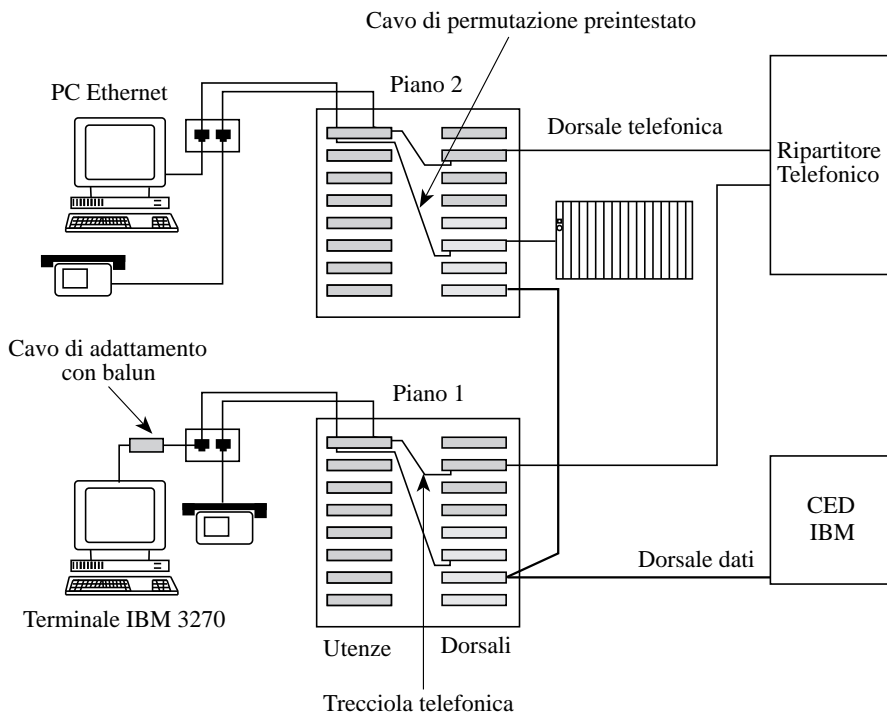 Cavo di permutazione preintestato
PC Ethernet
Piano 2
Dorsale telefonica
Ripartitore
Telefonico
Cavo di adattamento
con balun
Piano 1
CED
IBM
Dorsale dati
Terminale IBM 3270
Utenze
Dorsali
Trecciola telefonica